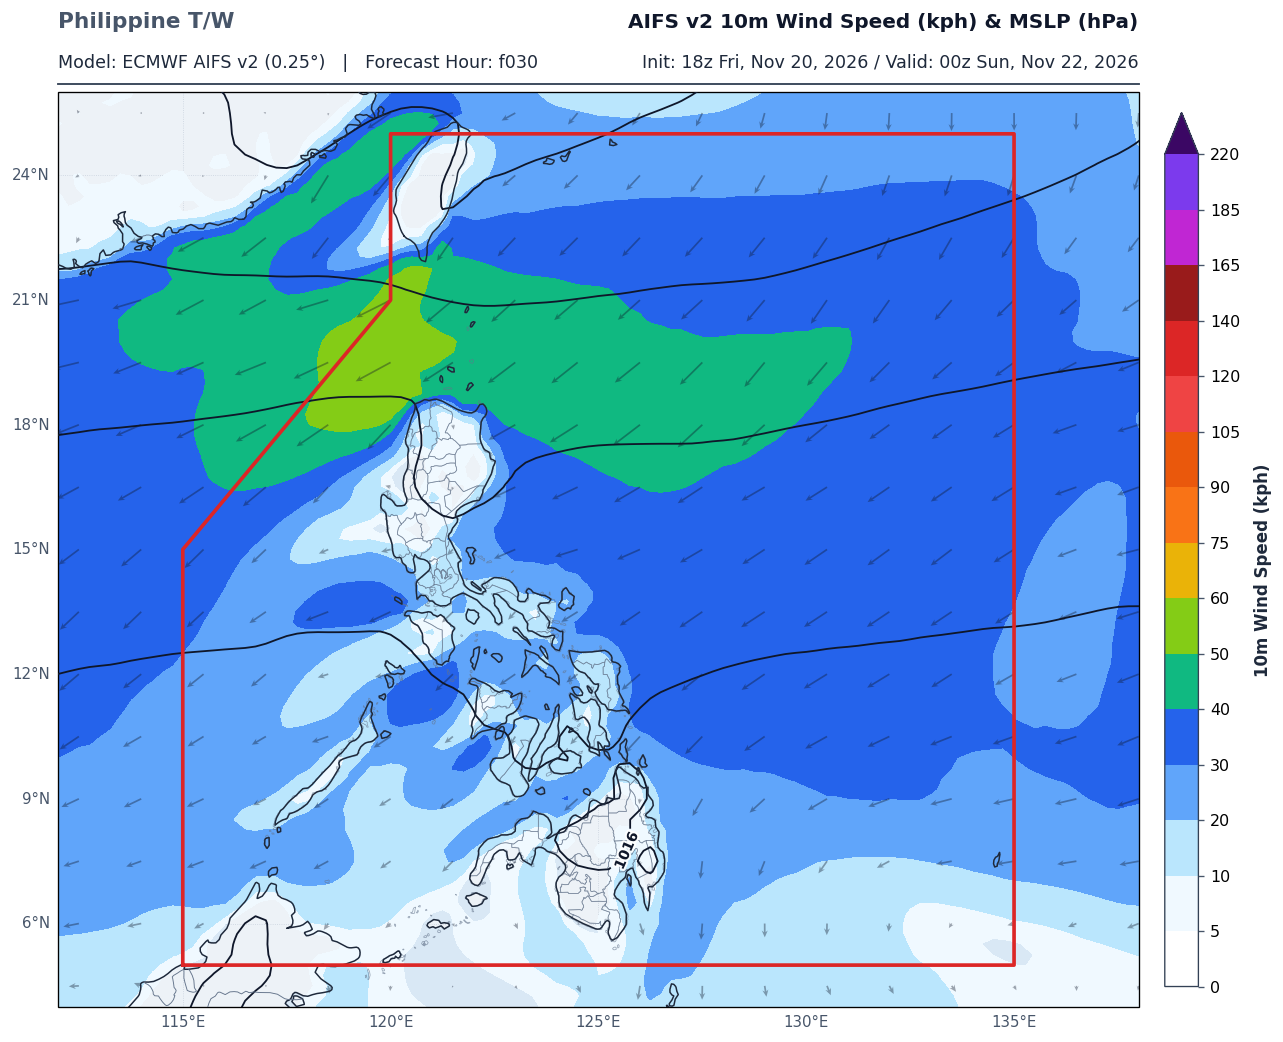 Philippine T/W
AIFS v2 10m Wind Speed (kph) & MSLP (hPa)
Model: ECMWF AIFS v2 (0.25°) | Forecast Hour: f030
Init: 18z Fri, Nov 20, 2026 / Valid: 00z Sun, Nov 22, 2026
24°N
21°N
18°N
15°N
12°N
9°N
6°N
115°E
120°E
125°E
130°E
135°E
1016
220
185
165
140
120
105
90
75
60
50
40
30
20
10
5
0
10m Wind Speed (kph)